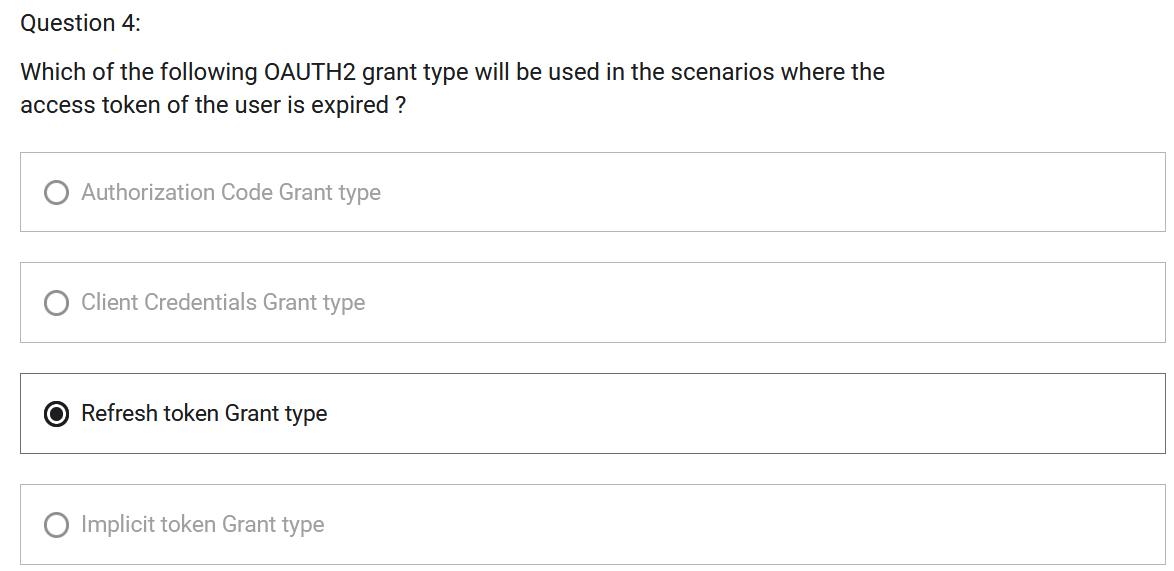 Question 4:
Which of the following OAUTH2 grant type will be used in the scenarios where the
access token of the user is expired ?
Authorization Code Grant type
Client Credentials Grant type
Refresh token Grant type
Implicit token Grant type